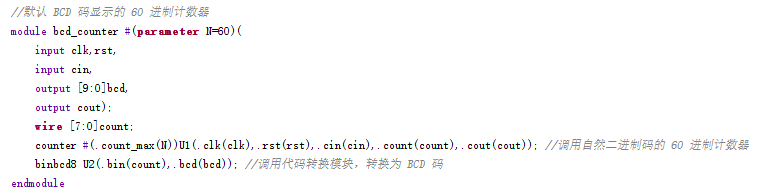 //默认 BCD 码显示的 60 进制计数器
module bcd_counter #(parameter N=60)(
input clk,rst,
input cin,
output [9:0]bcd,
output cout);
wire [7:0]count;
counter #(.count_max(N))U1(.clk(clk),.rst(rst),.cin(cin),.count(count),.cout(cout)); //调用自然二进制码的 60 进制计数器
binbcd8 U2(.bin(count),.bcd(bcd)); //调用代码转换模块，转换为 BCD 码
endmodule